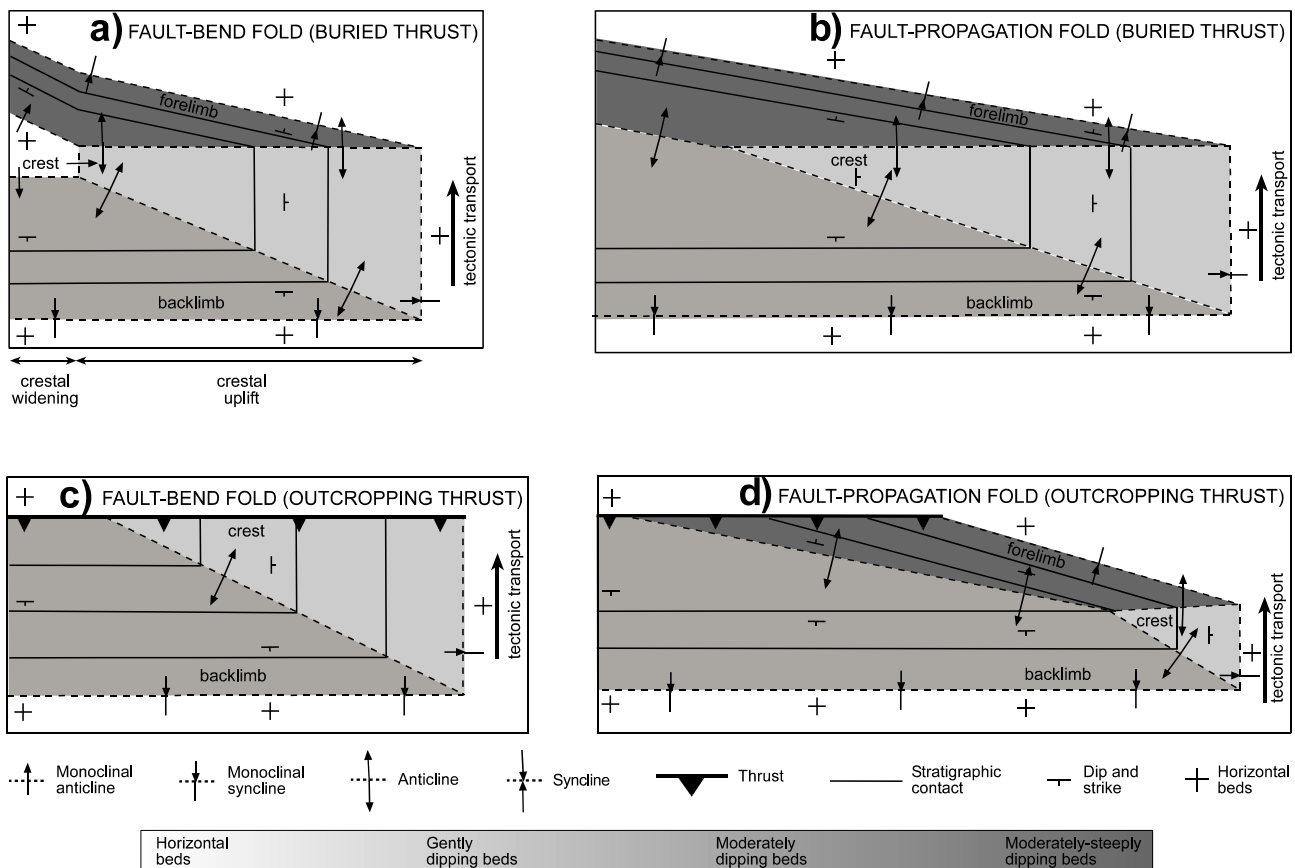 a) FAULT-BEND FOLD (BURIED THRUST)
forelimb
crest
backlimb
tectonic transport
crestal
widening
crestal
uplift
b) FAULT-PROPAGATION FOLD (BURIED THRUST)
forelimb
crest
backlimb
tectonic transport
c) FAULT-BEND FOLD (OUTCROPPING THRUST)
crest
backlimb
tectonic transport
d) FAULT-PROPAGATION FOLD (OUTCROPPING THRUST)
forelimb
crest
backlimb
tectonic transport
Monoclinal
anticline
Monoclinal
syncline
Anticline
Syncline
Thrust
Stratigraphic
contact
Dip and
strike
Horizontal
beds
Horizontal
beds
Gently
dipping beds
Moderately
dipping beds
Moderately-steeply
dipping beds